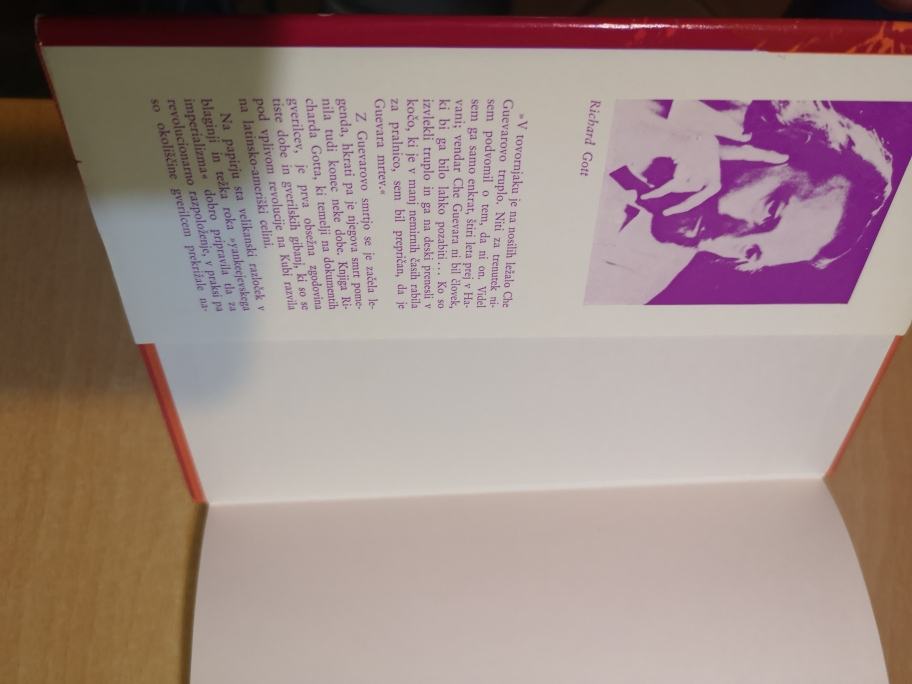 Richard Gott
»V tovornjaku je na nosilih ležalo Che
Guevarovo truplo. Niti za trenutek ni-
sem podvomil o tem, da ni on. Videl
sem ga samo enkrat, štiri leta prej v Ha-
vani; vendar Che Guevara ni bil človek,
ki bi ga bilo lahko pozabiti... Ko so
izvlekli truplo in ga na deski prenesli v
kočo, ki je v manj nemirnih časih rabila
za pralnico, sem bil prepričan, da je
Guevara mrtev.«
Z Guevarovo smrtjo se je začela le-
genda, hkrati pa je njegova smrt pome-
nila tudi konec neke dobe. Knjiga Ri-
charda Gotta, ki temelji na dokumentih
gverilcev, je prva obsežna zgodovina
tiste dobe in gverilskih gibanj, ki so se
pod vplivom revolucije na Kubi razvila
na latinsko-ameriški celini.
Na papirju sta velikanski razloček v
blaginji in težka roka »yankeejevskega
imperializma« dobro pripravila tla za
revolucionarno razpoloženje, v praksi pa
so okoliščine gverilcem prekrižale na-